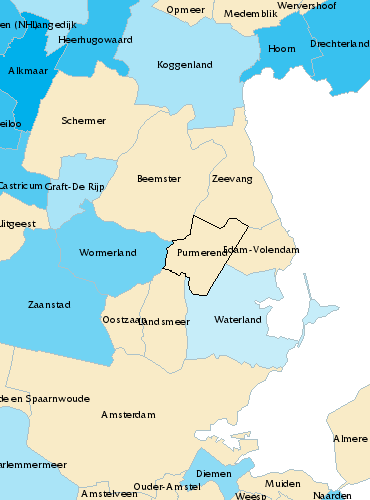 Wervershoof
Opmeer
Medemblik
en (NH)
Langedijk
Heerhugowaard
Hoorn
Drechterland
Koggenland
Alkmaar
Schermer
eiloo
Beemster
Zeevang
Castricum
Graft-De Rijp
Uitgeest
Wormerland
Purmerend
Edam-Volendam
Zaanstad
Oostzaan
Landsmeer
Waterland
de en Spaarnwoude
Amsterdam
Almere
arlemmermeer
Diemen
Ouder-Amstel
Muiden
Amstelveen
Weesp
Naarden